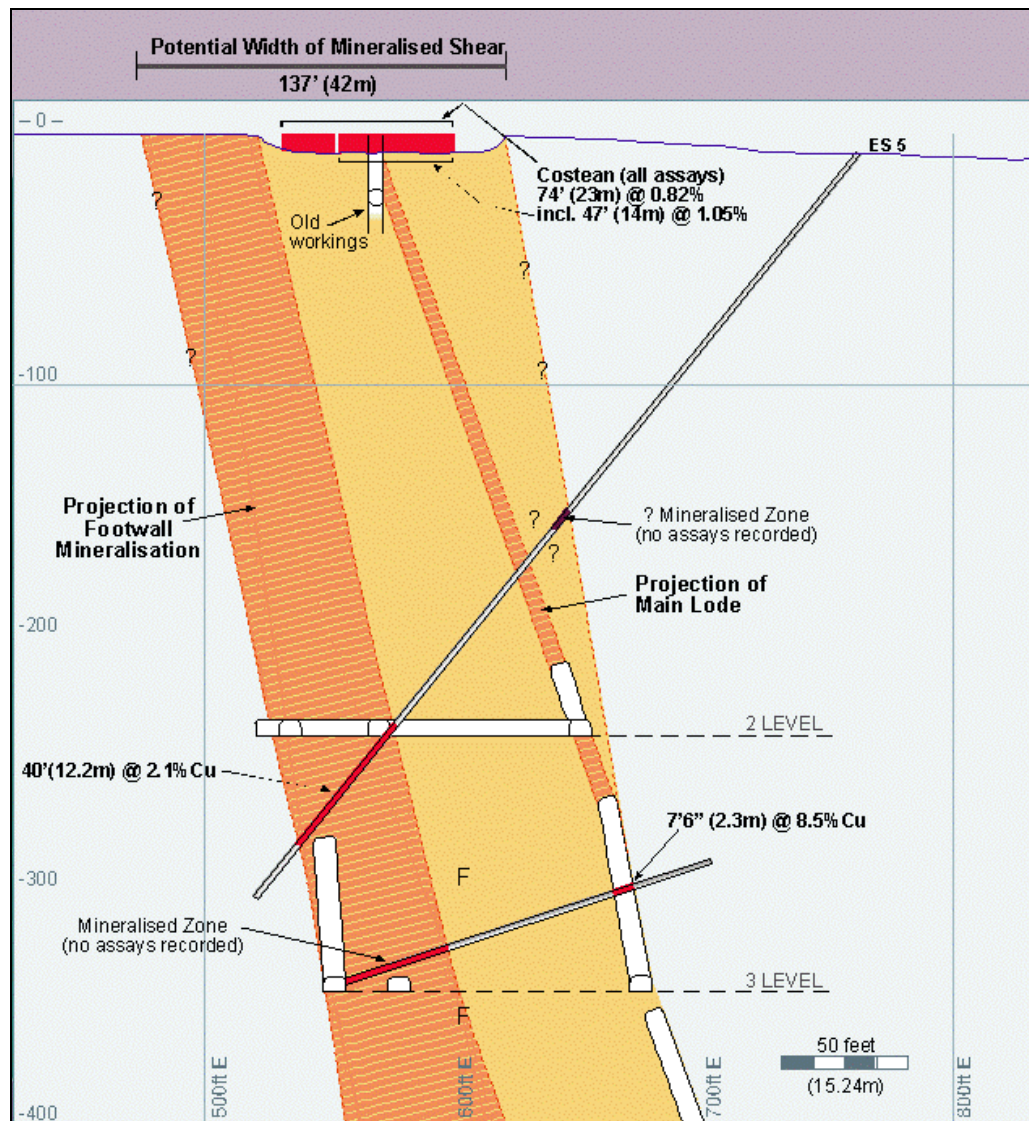 Potential Width of Mineralised Shear
137' (42m)
– 0 –
ES 5
Costean (all assays)
74' (23m) @ 0.82%
incl. 47' (14m) @ 1.05%
Old
workings
?
?
?
?
-100
Projection of
Footwall
Mineralisation
?
?
? Mineralised Zone
(no assays recorded)
Projection of
Main Lode
-200
2 LEVEL
40'(12.2m) @ 2.1% Cu
7'6" (2.3m) @ 8.5% Cu
-300
F
Mineralised Zone
(no assays recorded)
3 LEVEL
F
50 feet
(15.24m)
-400
500ft E
600ft E
700ft E
800ft E